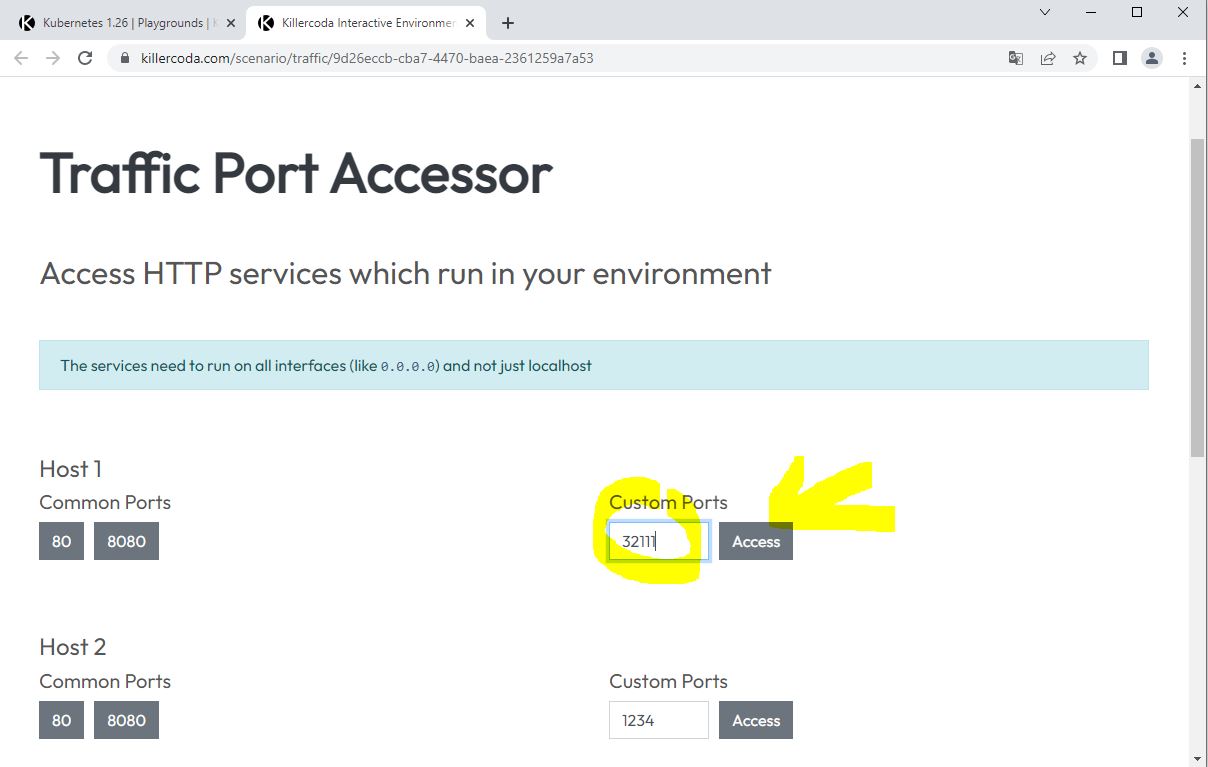 Kubernetes 1.26 | Playgrounds |
Killercoda Interactive Environmen
killercoda.com/scenario/traffic/9d26eccb-cba7-4470-baea-2361259a7a53
Traffic Port Accessor
Access HTTP services which run in your environment
The services need to run on all interfaces (like 0.0.0.0) and not just localhost
Host 1
Common Ports
Custom Ports
80
8080
32111
Access
Host 2
Common Ports
Custom Ports
80
8080
1234
Access